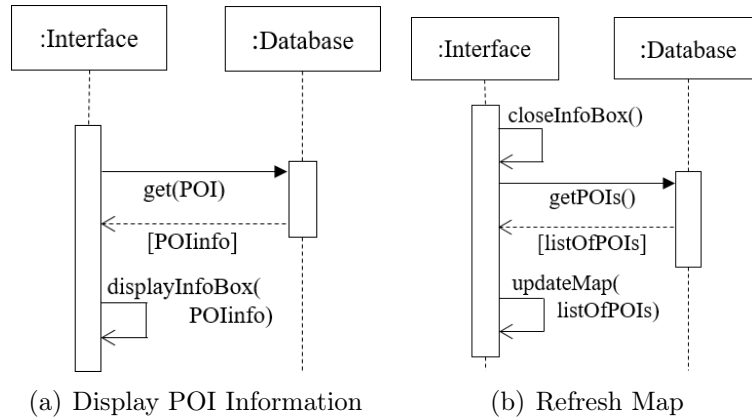 :Interface
:Database
get(POI)
[POIinfo]
displayInfoBox(
POIinfo)
(a) Display POI Information
:Interface
:Database
closeInfoBox()
getPOIs()
[listOfPOIs]
updateMap(
listOfPOIs)
(b) Refresh Map